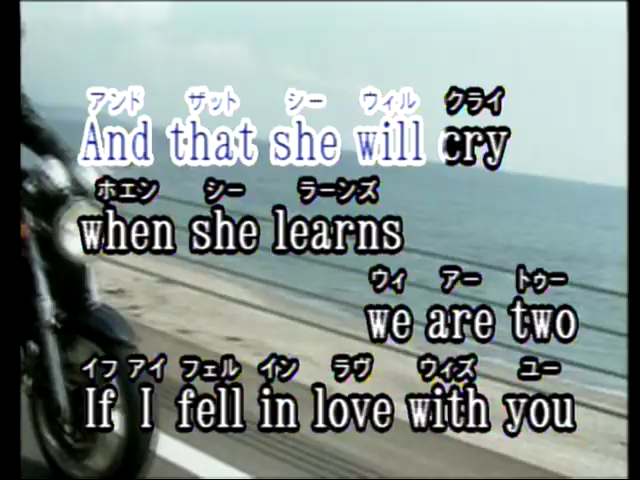 アンド ザット シー ウィル クライ
And that she will cry
ホエン シー ラーンズ
when she learns
ウィ アー トゥー
we are two
イフ アイ フェル イン ラヴ ウィズ ユー
If I fell in love with you